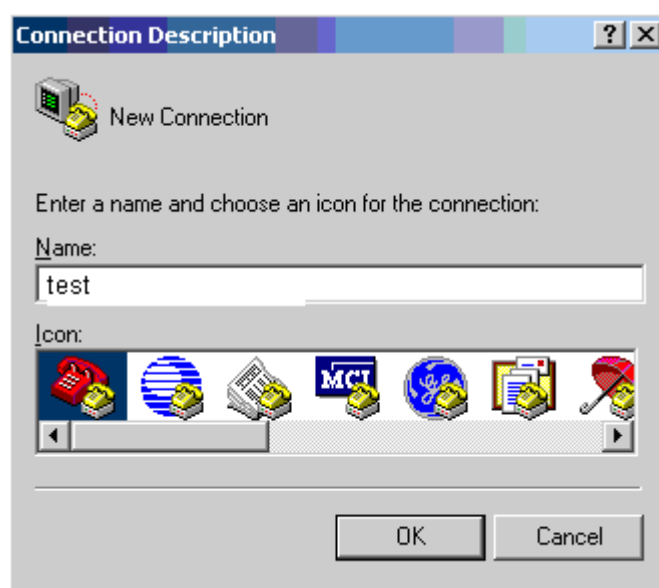 Connection Description
New Connection
Enter a name and choose an icon for the connection:
Name:
test
Icon:
MCI
OK Cancel